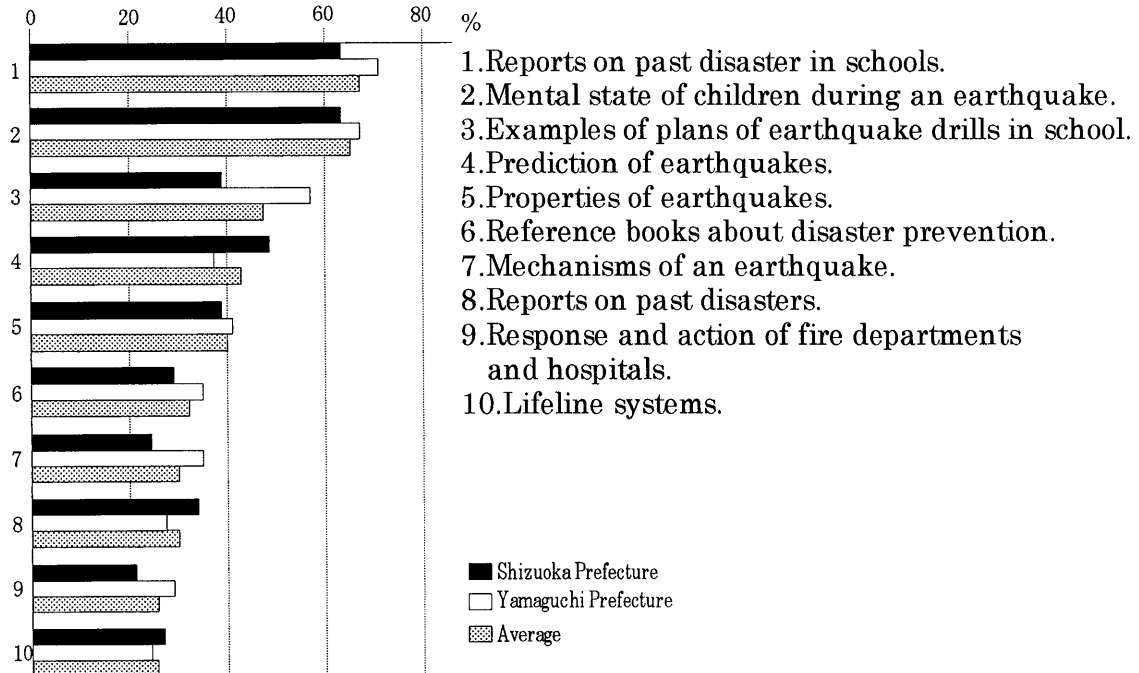 0 20 40 60 80 %
1
2
3
4
5
6
7
8
9
10
1.Reports on past disaster in schools.
2.Mental state of children during an earthquake.
3.Examples of plans of earthquake drills in school.
4.Prediction of earthquakes.
5.Properties of earthquakes.
6.Reference books about disaster prevention.
7.Mechanisms of an earthquake.
8.Reports on past disasters.
9.Response and action of fire departments
and hospitals.
10.Lifeline systems.
Shizuoka Prefecture
Yamaguchi Prefecture
Average